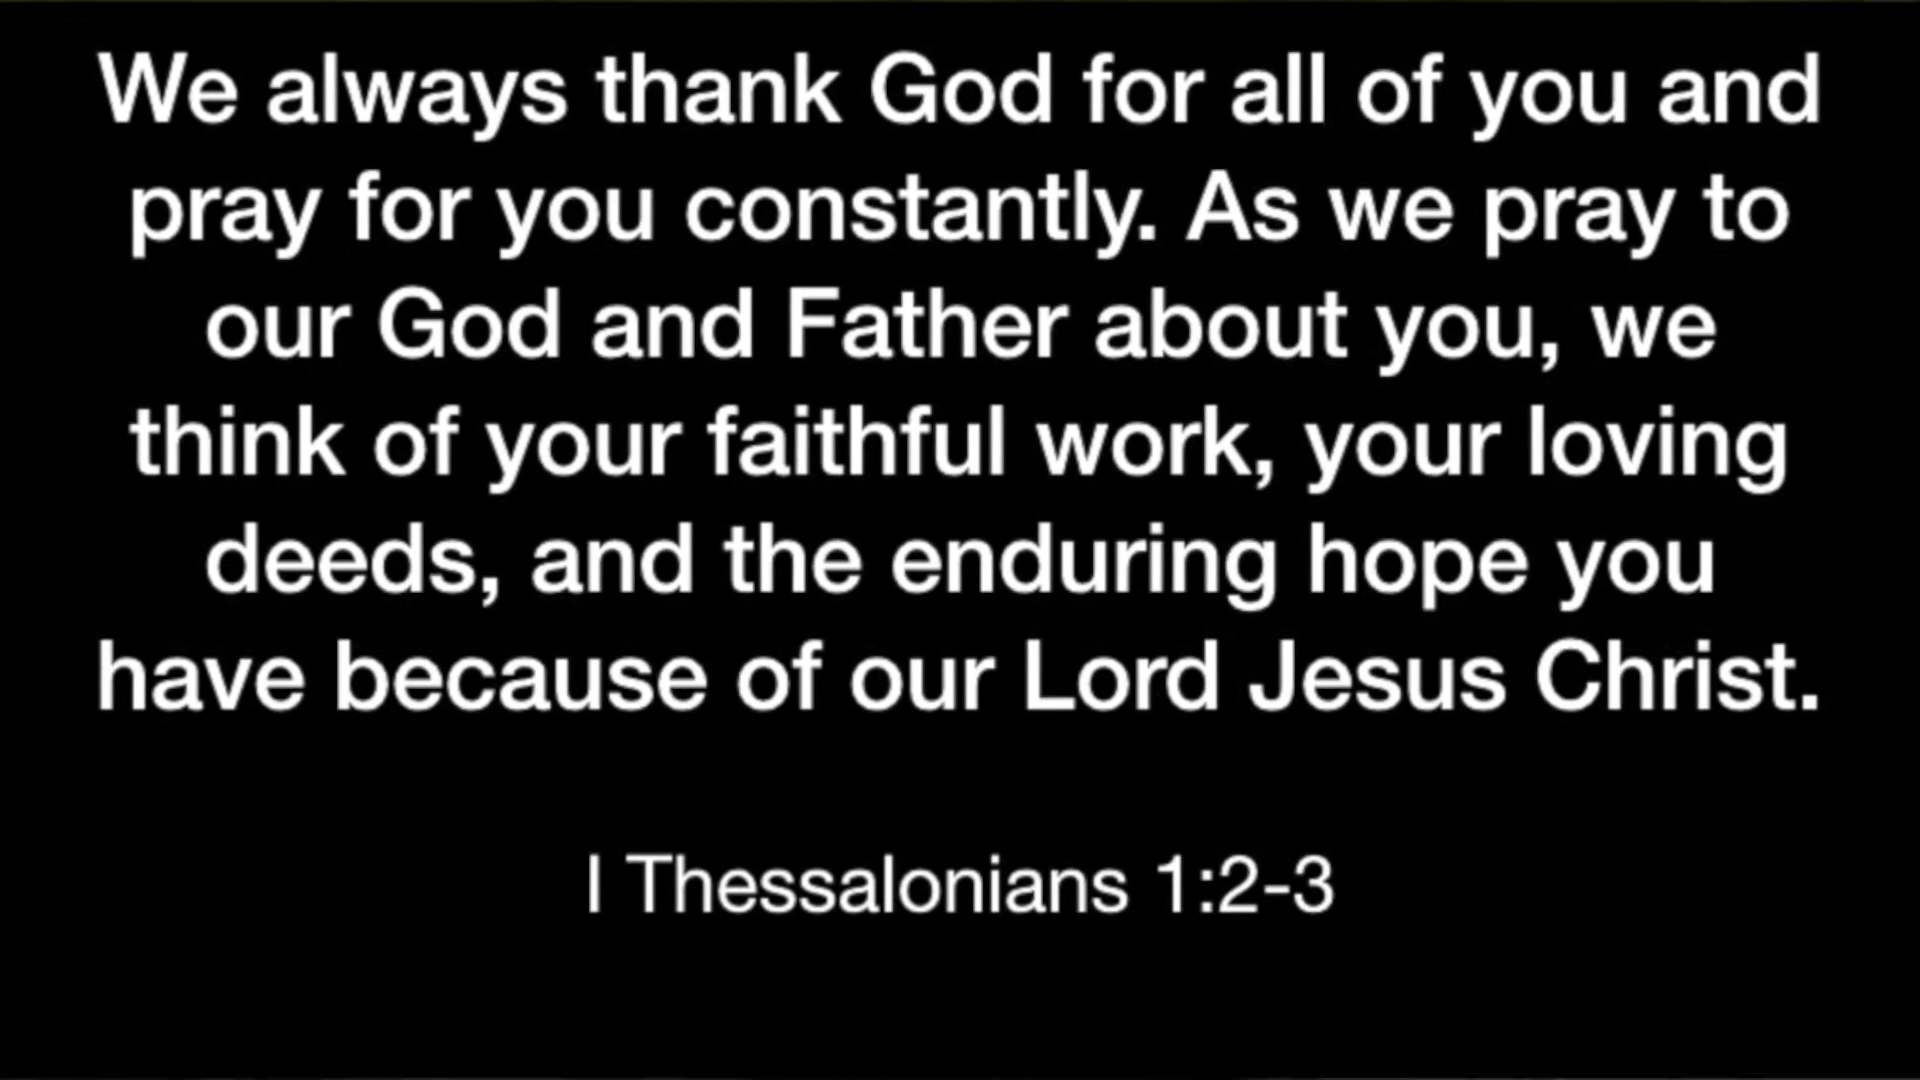 We always thank God for all of you and
pray for you constantly. As we pray to
our God and Father about you, we
think of your faithful work, your loving
deeds, and the enduring hope you
have because of our Lord Jesus Christ.
I Thessalonians 1:2-3